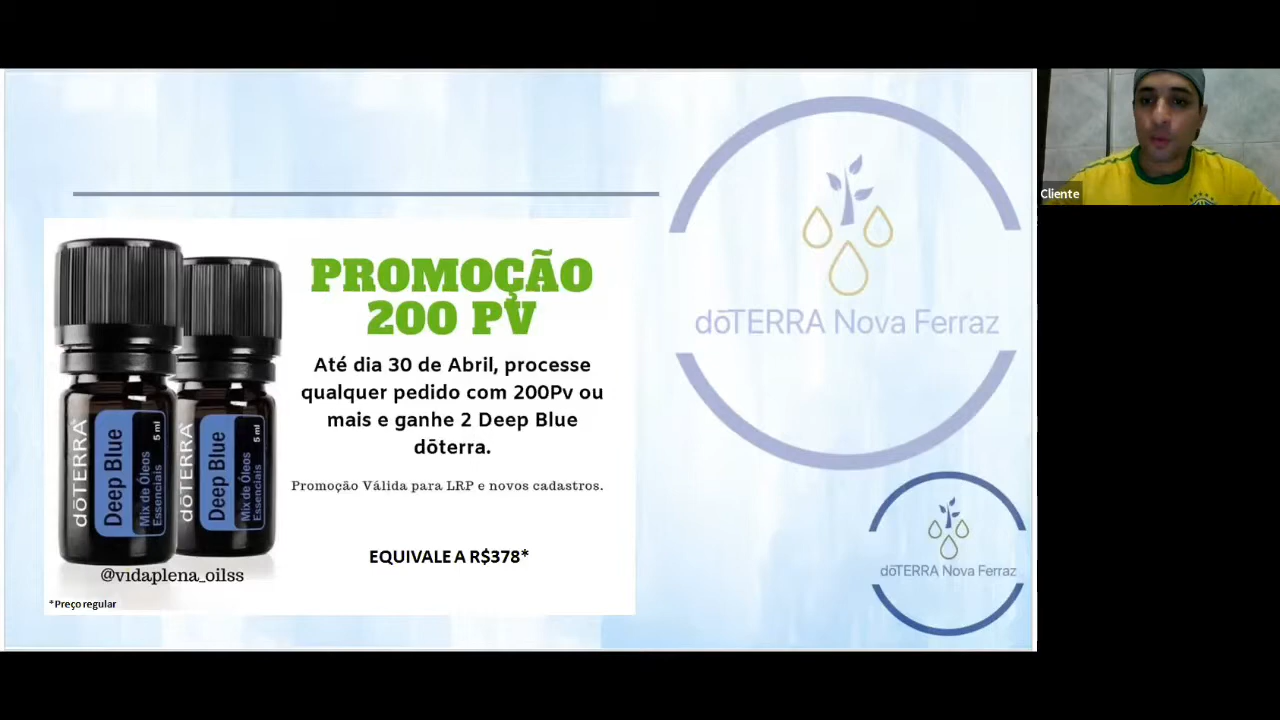 PROMOÇÃO
200 PV
Até dia 30 de Abril, processe
qualquer pedido com 200Pv ou
mais e ganhe 2 Deep Blue
dōterra.
Promoção Válida para LRP e novos cadastros.
EQUIVALE A R$378*
dōTERRA
Deep Blue
Mix de Óleos
Essenciais
5 ml
dōTERRA
Deep Blue
Mix de Óleos
Essenciais
5 ml
@vidaplena_oilss
*Preço regular
dōTERRA Nova Ferraz
dōTERRA Nova Ferraz
Cliente